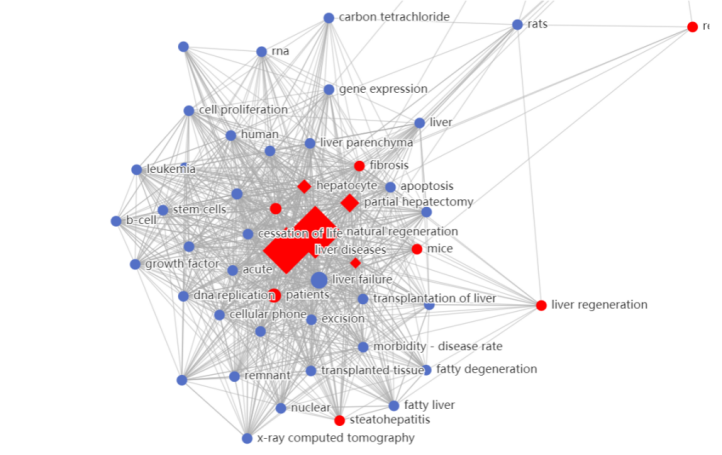 carbon tetrachloride
rats
rna
gene expression
cell proliferation
liver
human
liver parenchyma
fibrosis
leukemia
hepatocyte
apoptosis
partial hepatectomy
stem cells
b-cell
cessation of life
natural regeneration
liver diseases
mice
growth factor
acute
liver failure
dna replication
patients
transplantation of liver
liver regeneration
cellular phone
excision
morbidity - disease rate
remnant
transplanted tissue
fatty degeneration
nuclear
fatty liver
steatohepatitis
x-ray computed tomography